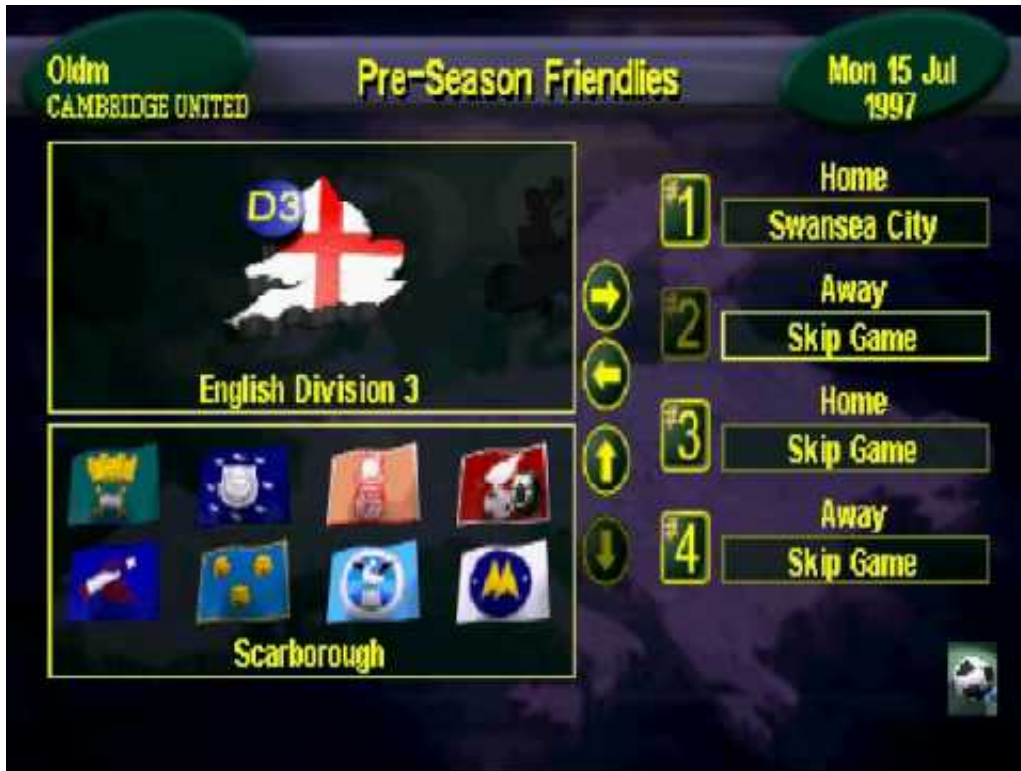 Oldm
CAMBRIDGE UNITED
Pre-Season Friendlies
Mon 15 Jul
1997
D3
English Division 3
Scarborough
Home
#1
Swansea City
Away
#2
Skip Game
Home
#3
Skip Game
Away
#4
Skip Game